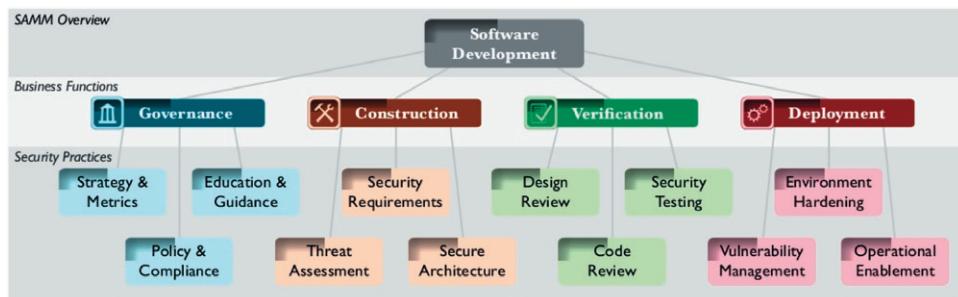 SAMM Overview
Software
Development
Business Functions
Governance
Construction
Verification
Deployment
Security Practices
Strategy &
Metrics
Education &
Guidance
Security
Requirements
Design
Review
Security
Testing
Environment
Hardening
Policy &
Compliance
Threat
Assessment
Secure
Architecture
Code
Review
Vulnerability
Management
Operational
Enablement